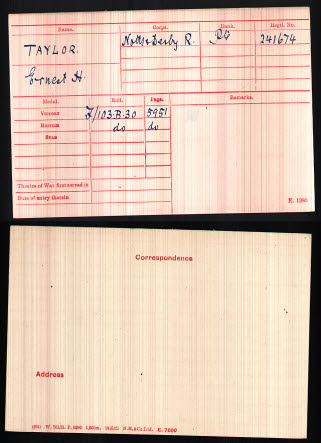 Name. Corps. Rank. Regtl. No.
TAYLOR. Notts & Derby R. Pte 241674
Ernest H.
Medal. Roll. Page. Remarks.
VICTORY I/103.B.30 5951
BRITISH do do
STAR
Theatre of War first served in
Date of entry therein
K. 1380
Correspondence
Address
K. 7000